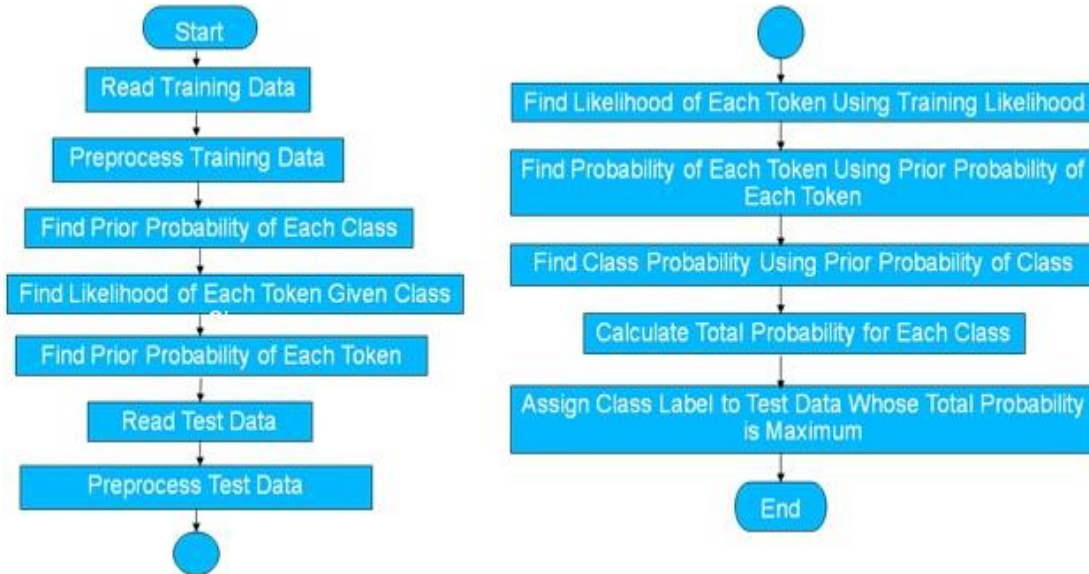 Start
Read Training Data
Preprocess Training Data
Find Prior Probability of Each Class
Find Likelihood of Each Token Given Class
Find Prior Probability of Each Token
Read Test Data
Preprocess Test Data
Find Likelihood of Each Token Using Training Likelihood
Find Probability of Each Token Using Prior Probability of
Each Token
Find Class Probability Using Prior Probability of Class
Calculate Total Probability for Each Class
Assign Class Label to Test Data Whose Total Probability
is Maximum
End